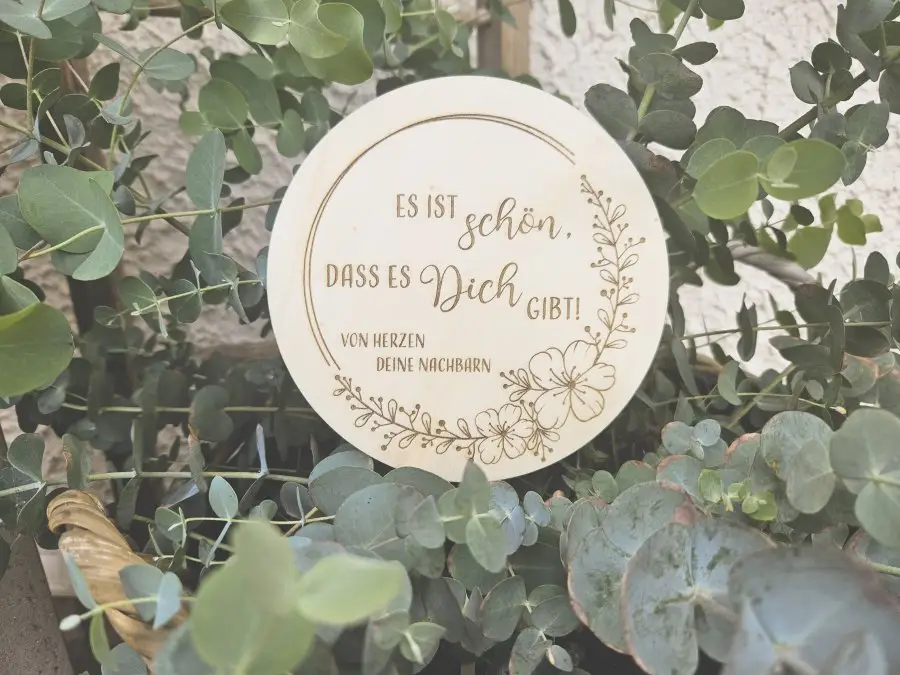 ES IST schön,
DASS ES Dich GIBT!
VON HERZEN
DEINE NACHBARN